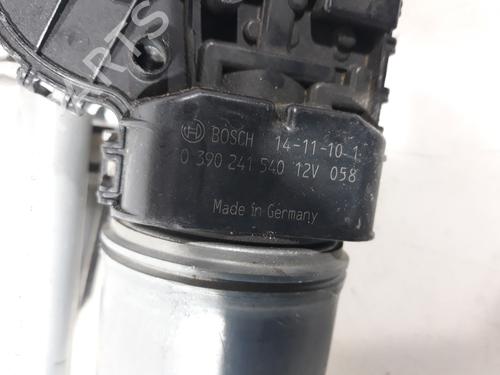 BOSCH 14-11-10-1
0 390 241 540 12V 058
Made in Germany